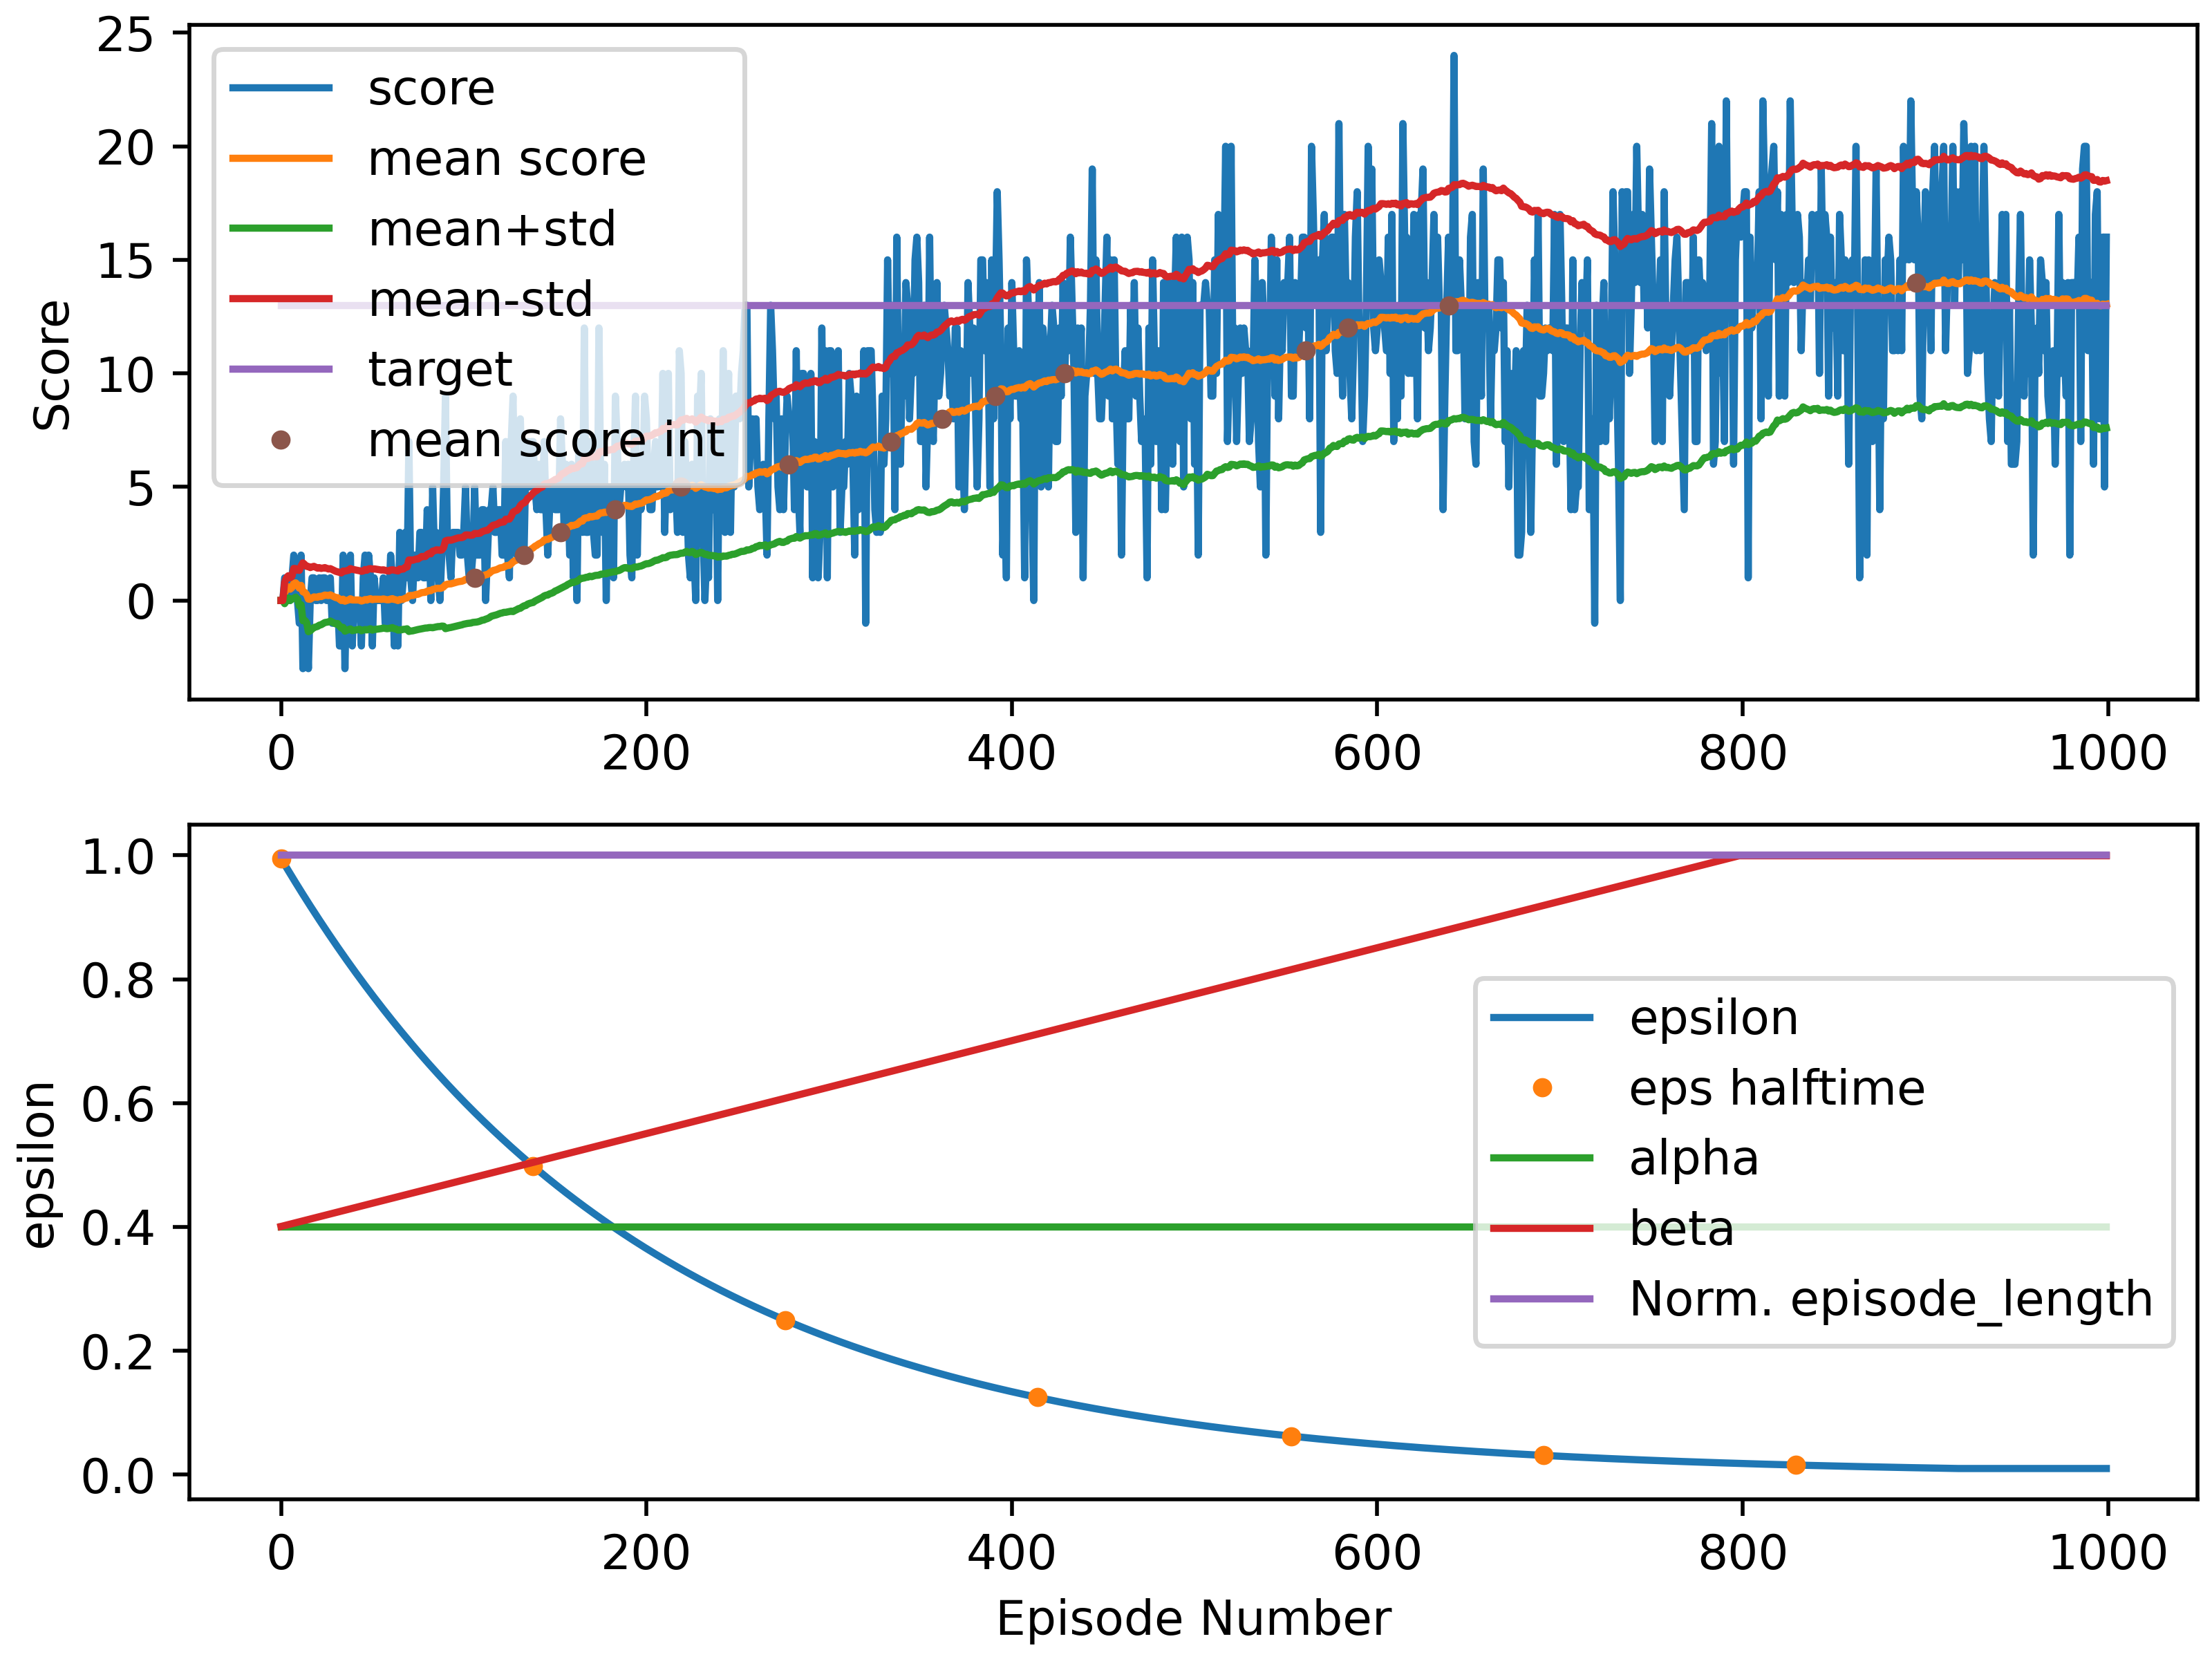 25
20
15
10
5
0
Score
score
mean score
mean+std
mean-std
target
mean score int
0 200 400 600 800 1000
1.0
0.8
0.6
0.4
0.2
0.0
epsilon
epsilon
eps halftime
alpha
beta
Norm. episode_length
0 200 400 600 800 1000
Episode Number